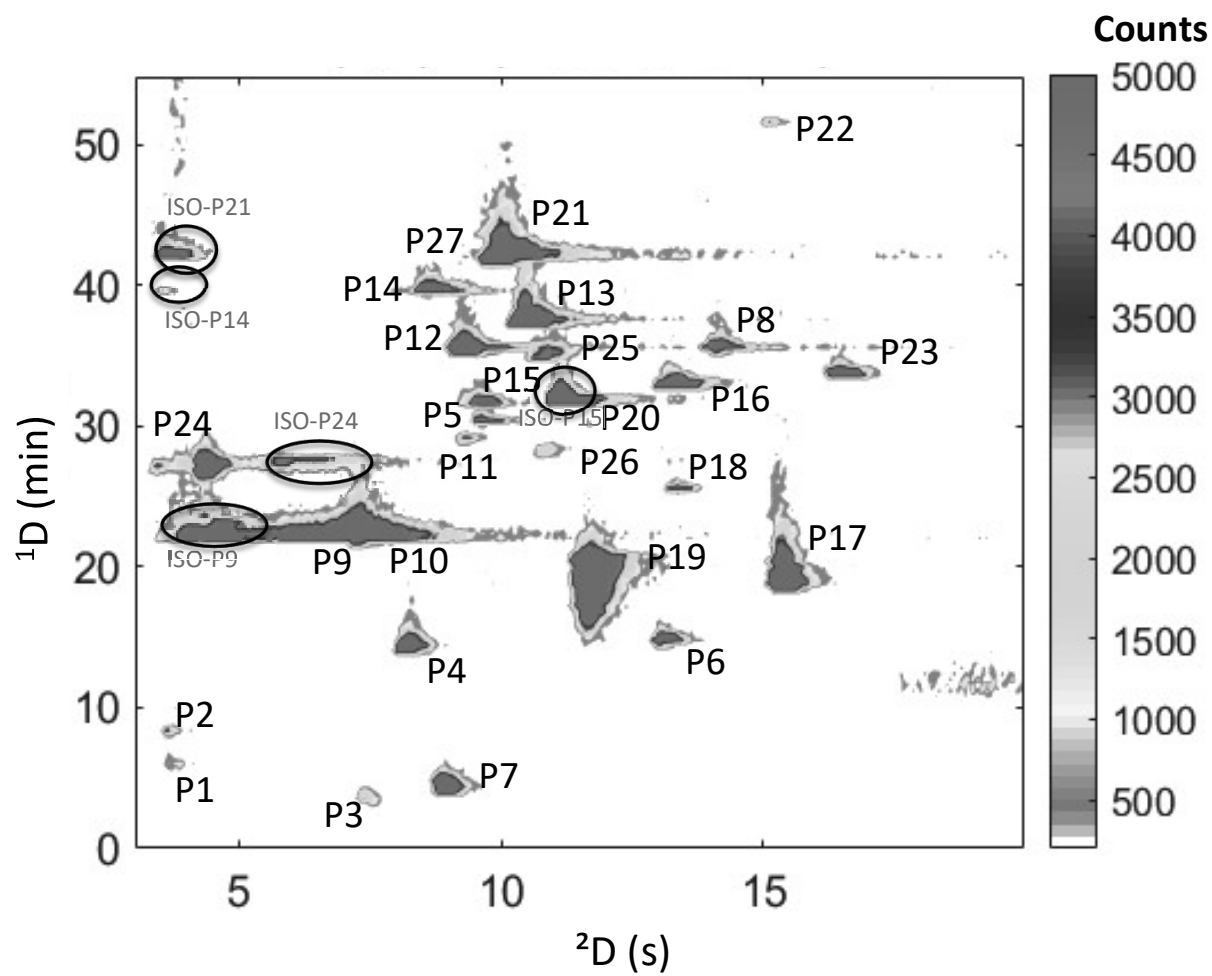 Counts
5000
4500
4000
3500
3000
2500
2000
1500
1000
500
50
40
30
20
10
0
5
10
15
¹D (min)
²D (s)
P22
ISO-P21
P21
P27
P14
ISO-P14
P13
P12
P25
P8
P23
P15
P16
P5
ISO-P15
P20
P24
ISO-P24
P11
P26
P18
P17
ISO-P9
P9
P10
P19
P4
P6
P2
P1
P3
P7